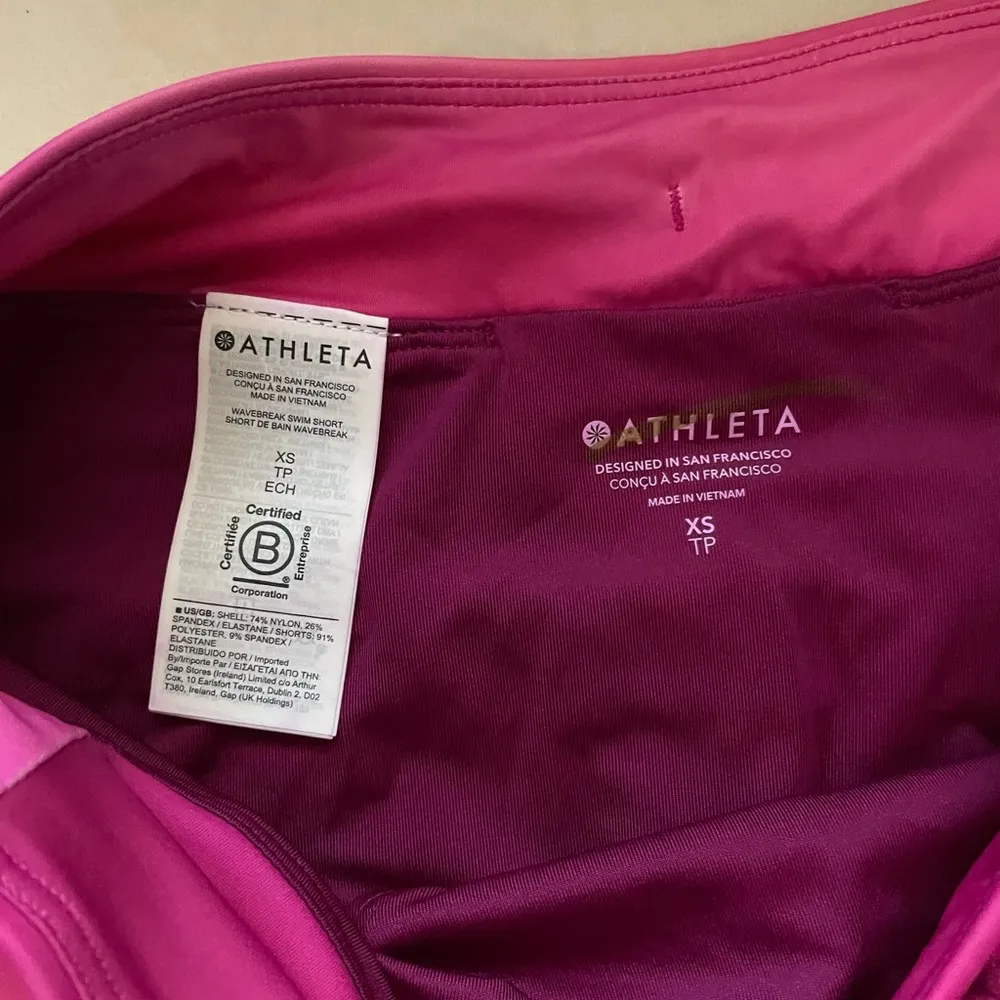 ATHLETA
DESIGNED IN SAN FRANCISCO
CONÇU À SAN FRANCISCO
MADE IN VIETNAM
WAVEBREAK SWIM SHORT
SHORT DE BAIN WAVEBREAK
XS
TP
ECH
Certified
Certifiée
B
Entreprise
®
Corporation
US/GB: SHELL: 74% NYLON, 26%
SPANDEX / ELASTANE / SHORTS: 91%
POLYESTER, 9% SPANDEX /
ELASTANE
DISTRIBUIDO POR / Imported
By/Importe Par / ΕΙΣΑΓΕΤΑΙ ΑΠΟ ΤΗΝ:
Gap Stores (Ireland) Limited c/o Arthur
Cox, 10 Earlsfort Terrace, Dublin 2, D02
T380, Ireland. Gap (UK Holdings)
ATHLETA
DESIGNED IN SAN FRANCISCO
CONÇU À SAN FRANCISCO
MADE IN VIETNAM
XS
TP